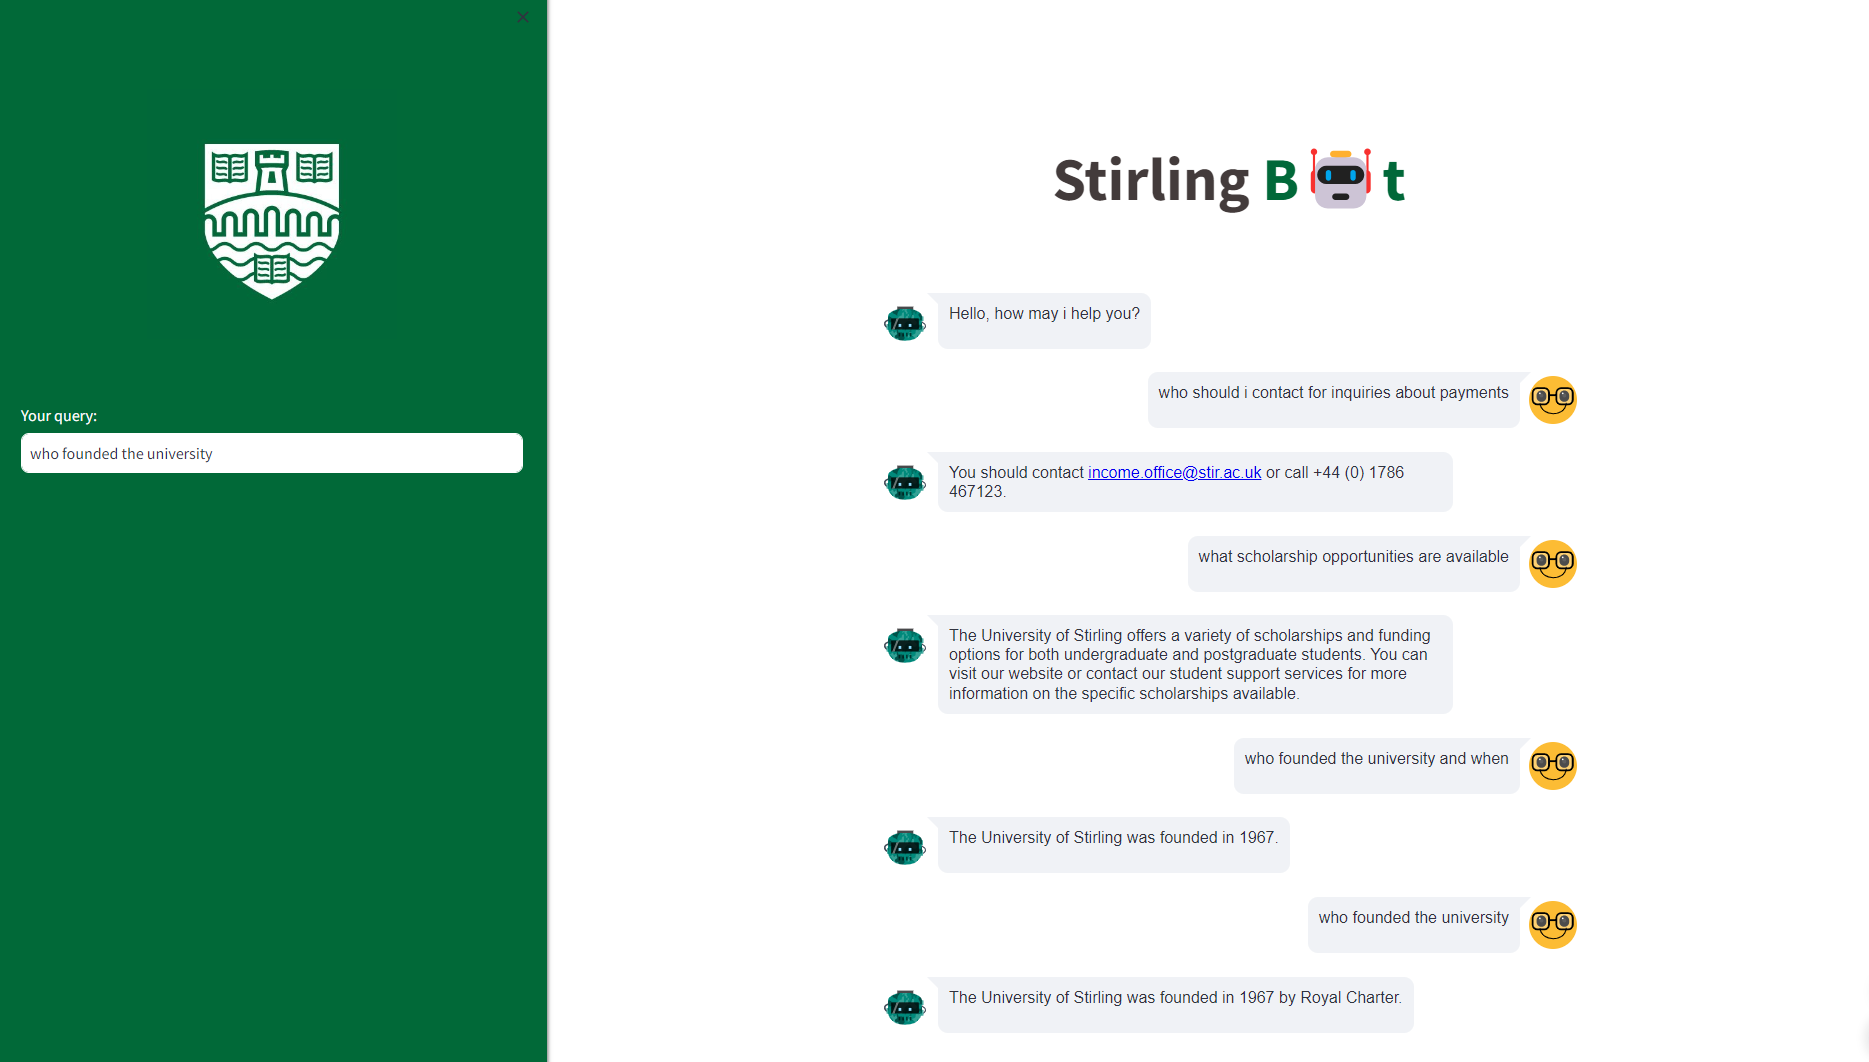 Your query:
who founded the university
Stirling B t
Hello, how may i help you?
who should i contact for inquiries about payments
You should contact income.office@stir.ac.uk or call +44 (0) 1786
467123.
what scholarship opportunities are available
The University of Stirling offers a variety of scholarships and funding
options for both undergraduate and postgraduate students. You can
visit our website or contact our student support services for more
information on the specific scholarships available.
who founded the university and when
The University of Stirling was founded in 1967.
who founded the university
The University of Stirling was founded in 1967 by Royal Charter.